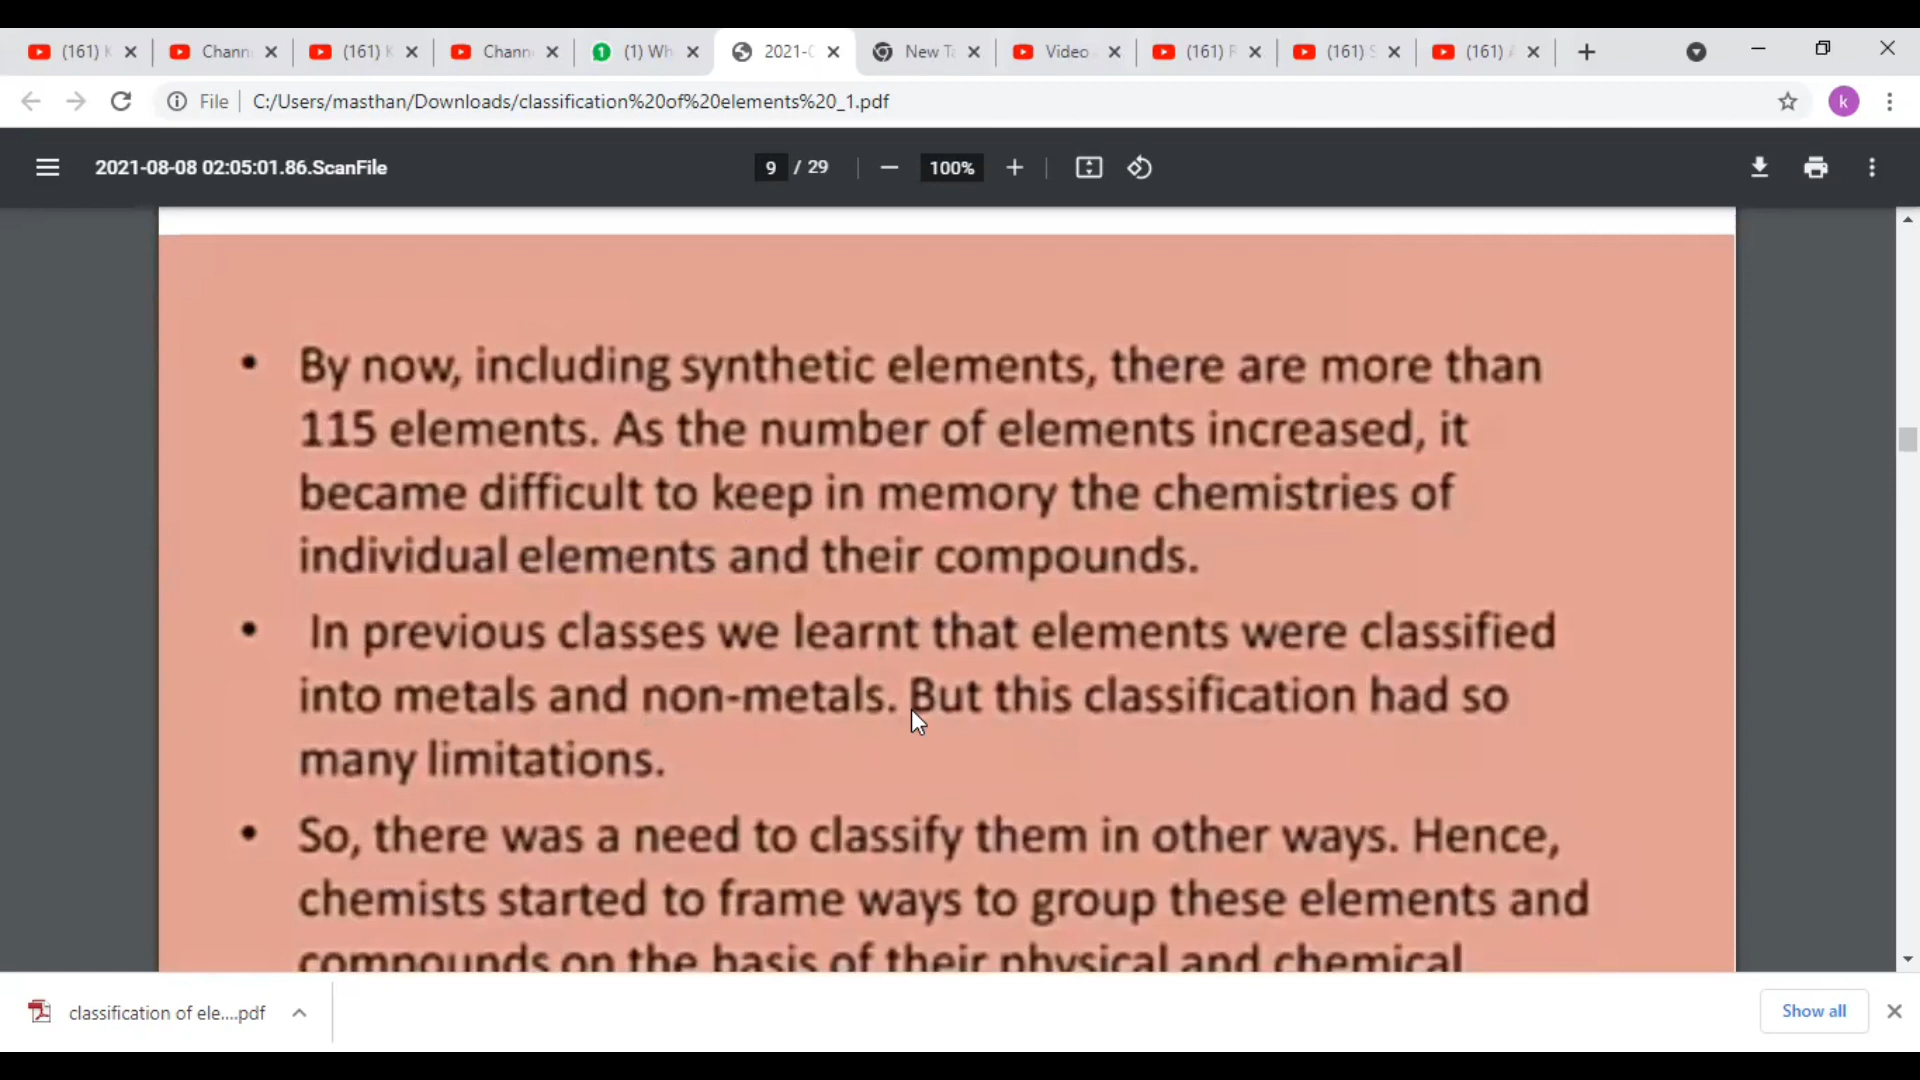 (161) K
Chann
(161) K
Chann
(1) Wh
2021-0
New Ta
Video
(161)
(161) S
(161)
File
C:/Users/masthan/Downloads/classification%20of%20elements%20_1.pdf
k
2021-08-08 02:05:01.86.ScanFile
9 / 29
100%
• By now, including synthetic elements, there are more than
115 elements. As the number of elements increased, it
became difficult to keep in memory the chemistries of
individual elements and their compounds.
• In previous classes we learnt that elements were classified
into metals and non-metals. But this classification had so
many limitations.
• So, there was a need to classify them in other ways. Hence,
chemists started to frame ways to group these elements and
compounds on the basis of their physical and chemical
classification of ele....pdf
Show all